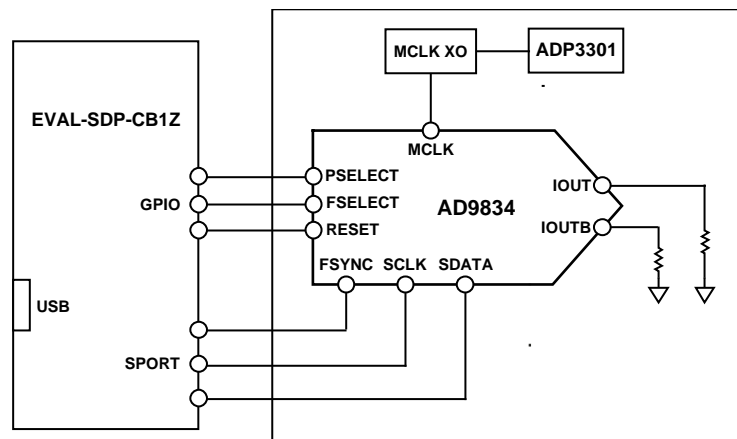 MCLK XO
ADP3301
EVAL-SDP-CB1Z
MCLK
PSELECT
IOUT
GPIO
FSELECT
AD9834
RESET
IOUTB
FSYNC
SCLK
SDATA
USB
SPORT